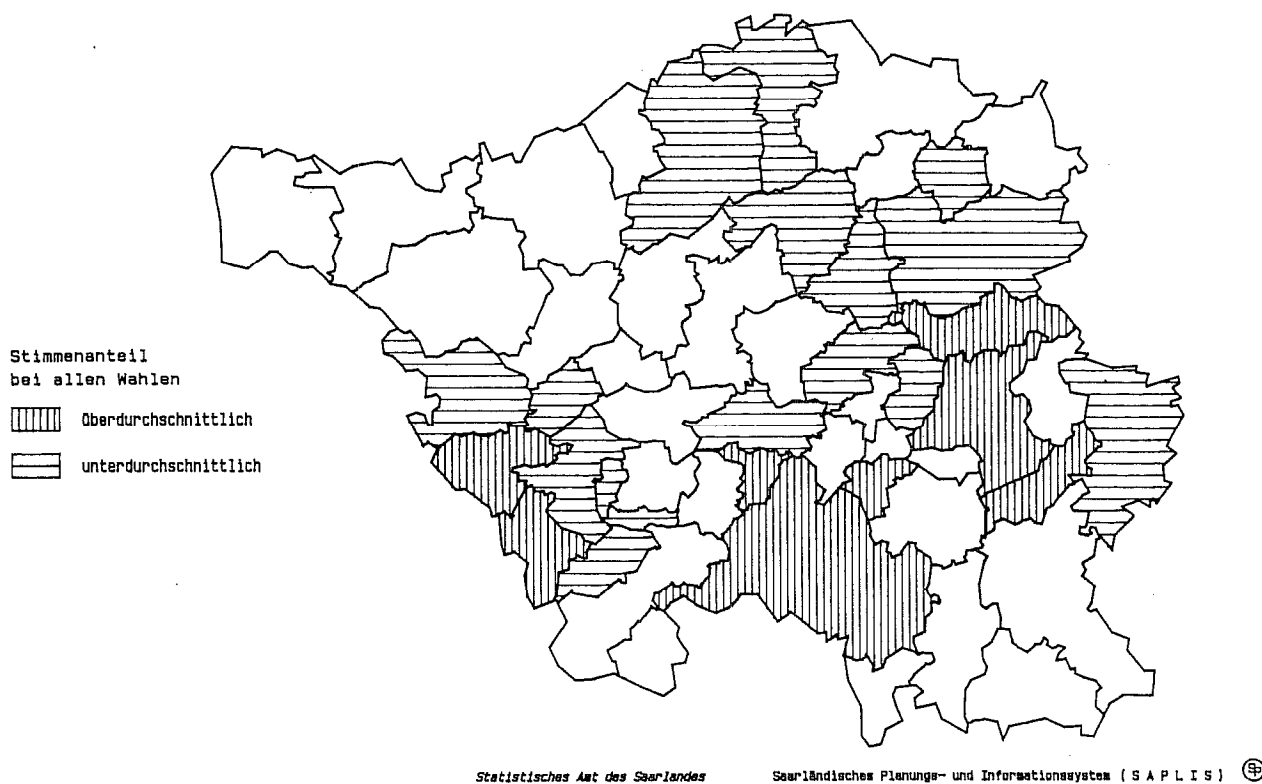 Stimmenanteil
bei allen Wahlen
überdurchschnittlich
unterdurchschnittlich
Statistisches Amt des Saarlandes Saarländisches Planungs- und Informationssystem ( S A P L I S )